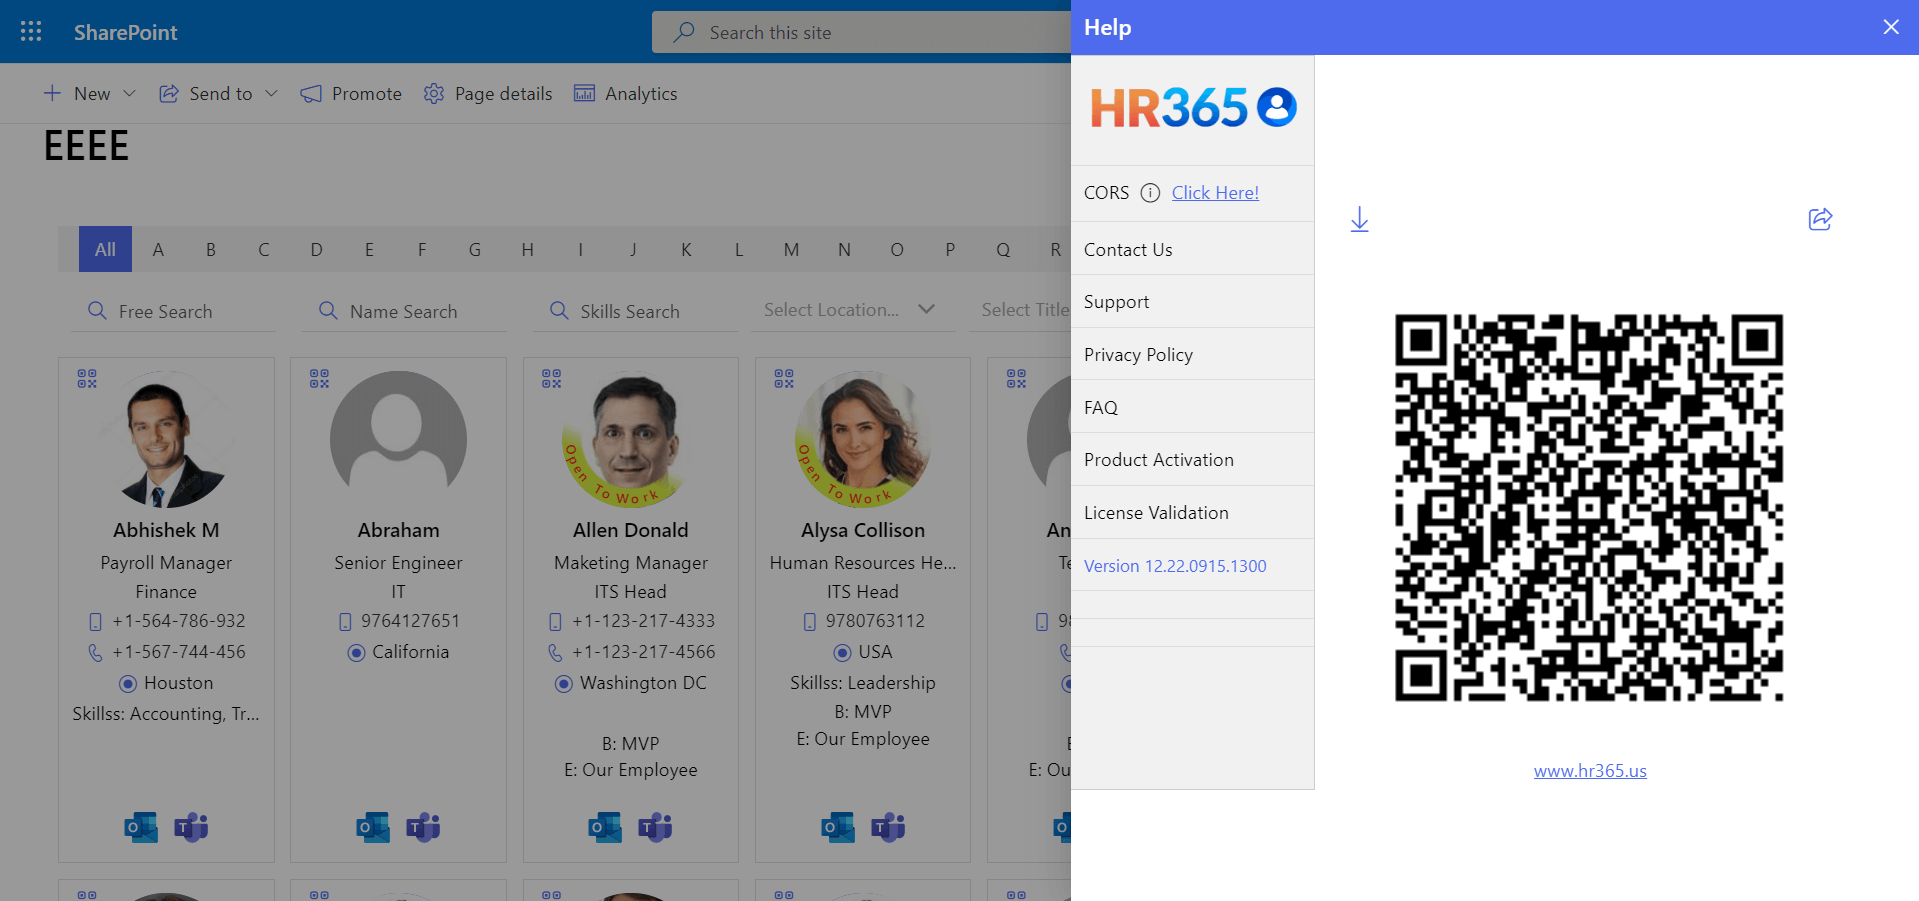 SharePoint
Search this site
Help
New
Send to
Promote
Page details
Analytics
EEEE
All A B C D E F G H I J K L M N O P Q R
Free Search
Name Search
Skills Search
Select Location...
Select Title
Abhishek M
Payroll Manager
Finance
+1-564-786-932
+1-567-744-456
Houston
Skillss: Accounting, Tr...
Abraham
Senior Engineer
IT
9764127651
California
Open To Work
Allen Donald
Maketing Manager
ITS Head
+1-123-217-4333
+1-123-217-4566
Washington DC
B: MVP
E: Our Employee
Open To Work
Alysa Collison
Human Resources He...
ITS Head
9780763112
USA
Skillss: Leadership
B: MVP
E: Our Employee
An
Te
98
E: Ou
HR365
CORS Click Here!
Contact Us
Support
Privacy Policy
FAQ
Product Activation
License Validation
Version 12.22.0915.1300
www.hr365.us